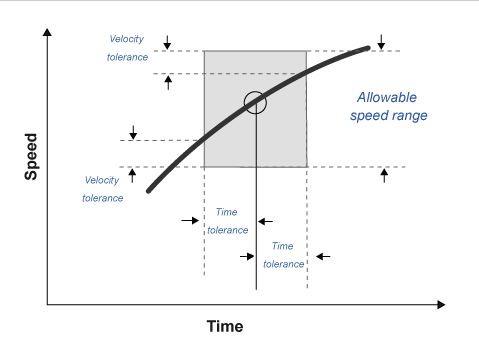 Velocity
tolerance
Allowable
speed range
Speed
Velocity
tolerance
Time
tolerance
Time
tolerance
Time